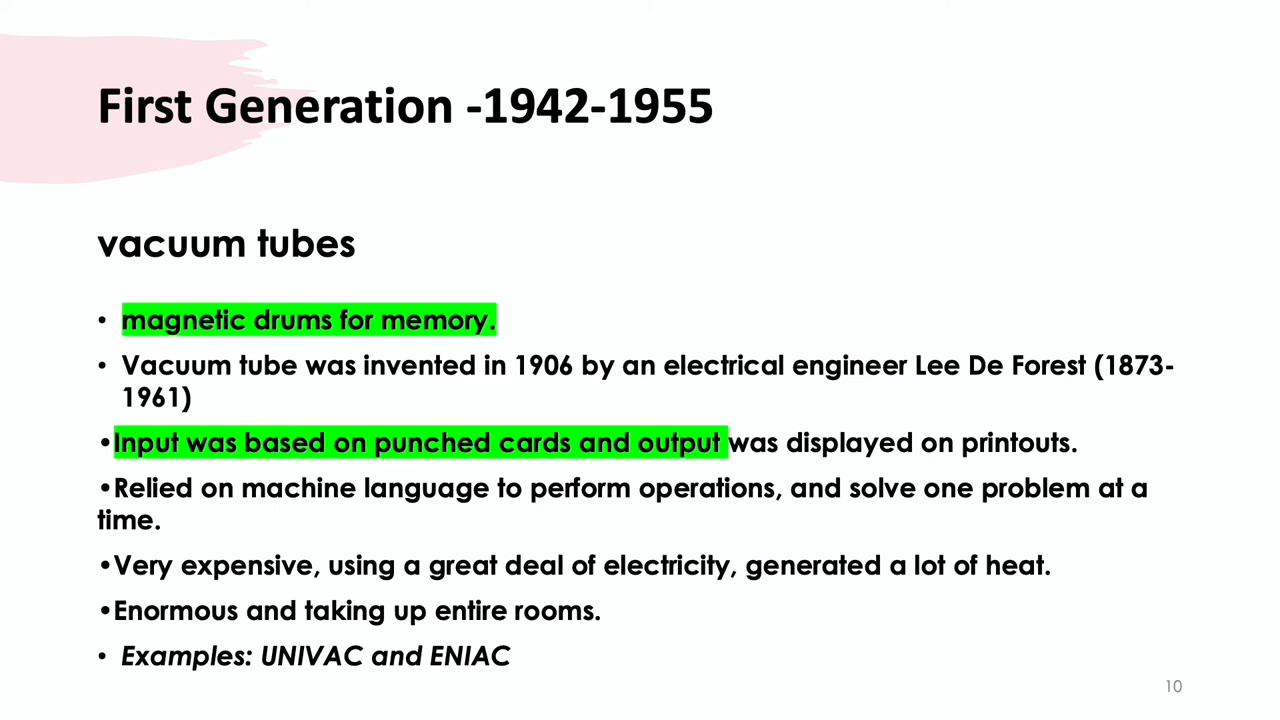 First Generation -1942-1955
vacuum tubes
• magnetic drums for memory.
• Vacuum tube was invented in 1906 by an electrical engineer Lee De Forest (1873-
1961)
•Input was based on punched cards and output was displayed on printouts.
•Relied on machine language to perform operations, and solve one problem at a
time.
•Very expensive, using a great deal of electricity, generated a lot of heat.
•Enormous and taking up entire rooms.
• Examples: UNIVAC and ENIAC
10